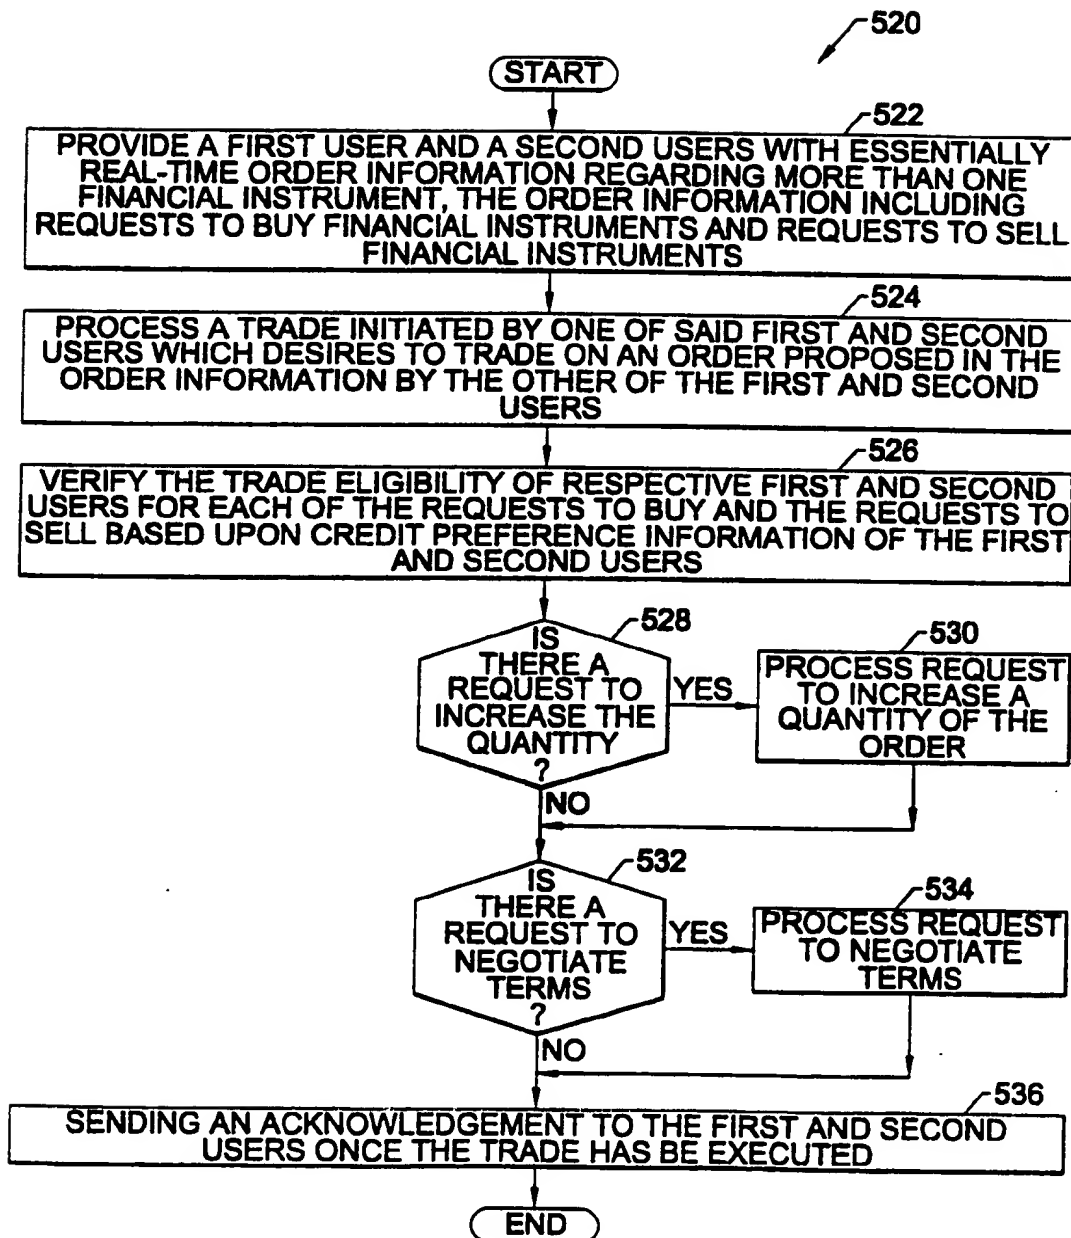 520
START
522
PROVIDE A FIRST USER AND A SECOND USERS WITH ESSENTIALLY
REAL-TIME ORDER INFORMATION REGARDING MORE THAN ONE
FINANCIAL INSTRUMENT, THE ORDER INFORMATION INCLUDING
REQUESTS TO BUY FINANCIAL INSTRUMENTS AND REQUESTS TO SELL
FINANCIAL INSTRUMENTS
524
PROCESS A TRADE INITIATED BY ONE OF SAID FIRST AND SECOND
USERS WHICH DESIRES TO TRADE ON AN ORDER PROPOSED IN THE
ORDER INFORMATION BY THE OTHER OF THE FIRST AND SECOND
USERS
526
VERIFY THE TRADE ELIGIBILITY OF RESPECTIVE FIRST AND SECOND
USERS FOR EACH OF THE REQUESTS TO BUY AND THE REQUESTS TO
SELL BASED UPON CREDIT PREFERENCE INFORMATION OF THE FIRST
AND SECOND USERS
528
IS
THERE A
REQUEST TO
INCREASE THE
QUANTITY
?
YES
530
PROCESS REQUEST
TO INCREASE A
QUANTITY OF THE
ORDER
NO
532
IS
THERE A
REQUEST TO
NEGOTIATE
TERMS
?
YES
534
PROCESS REQUEST
TO NEGOTIATE
TERMS
NO
536
SENDING AN ACKNOWLEDGEMENT TO THE FIRST AND SECOND
USERS ONCE THE TRADE HAS BE EXECUTED
END